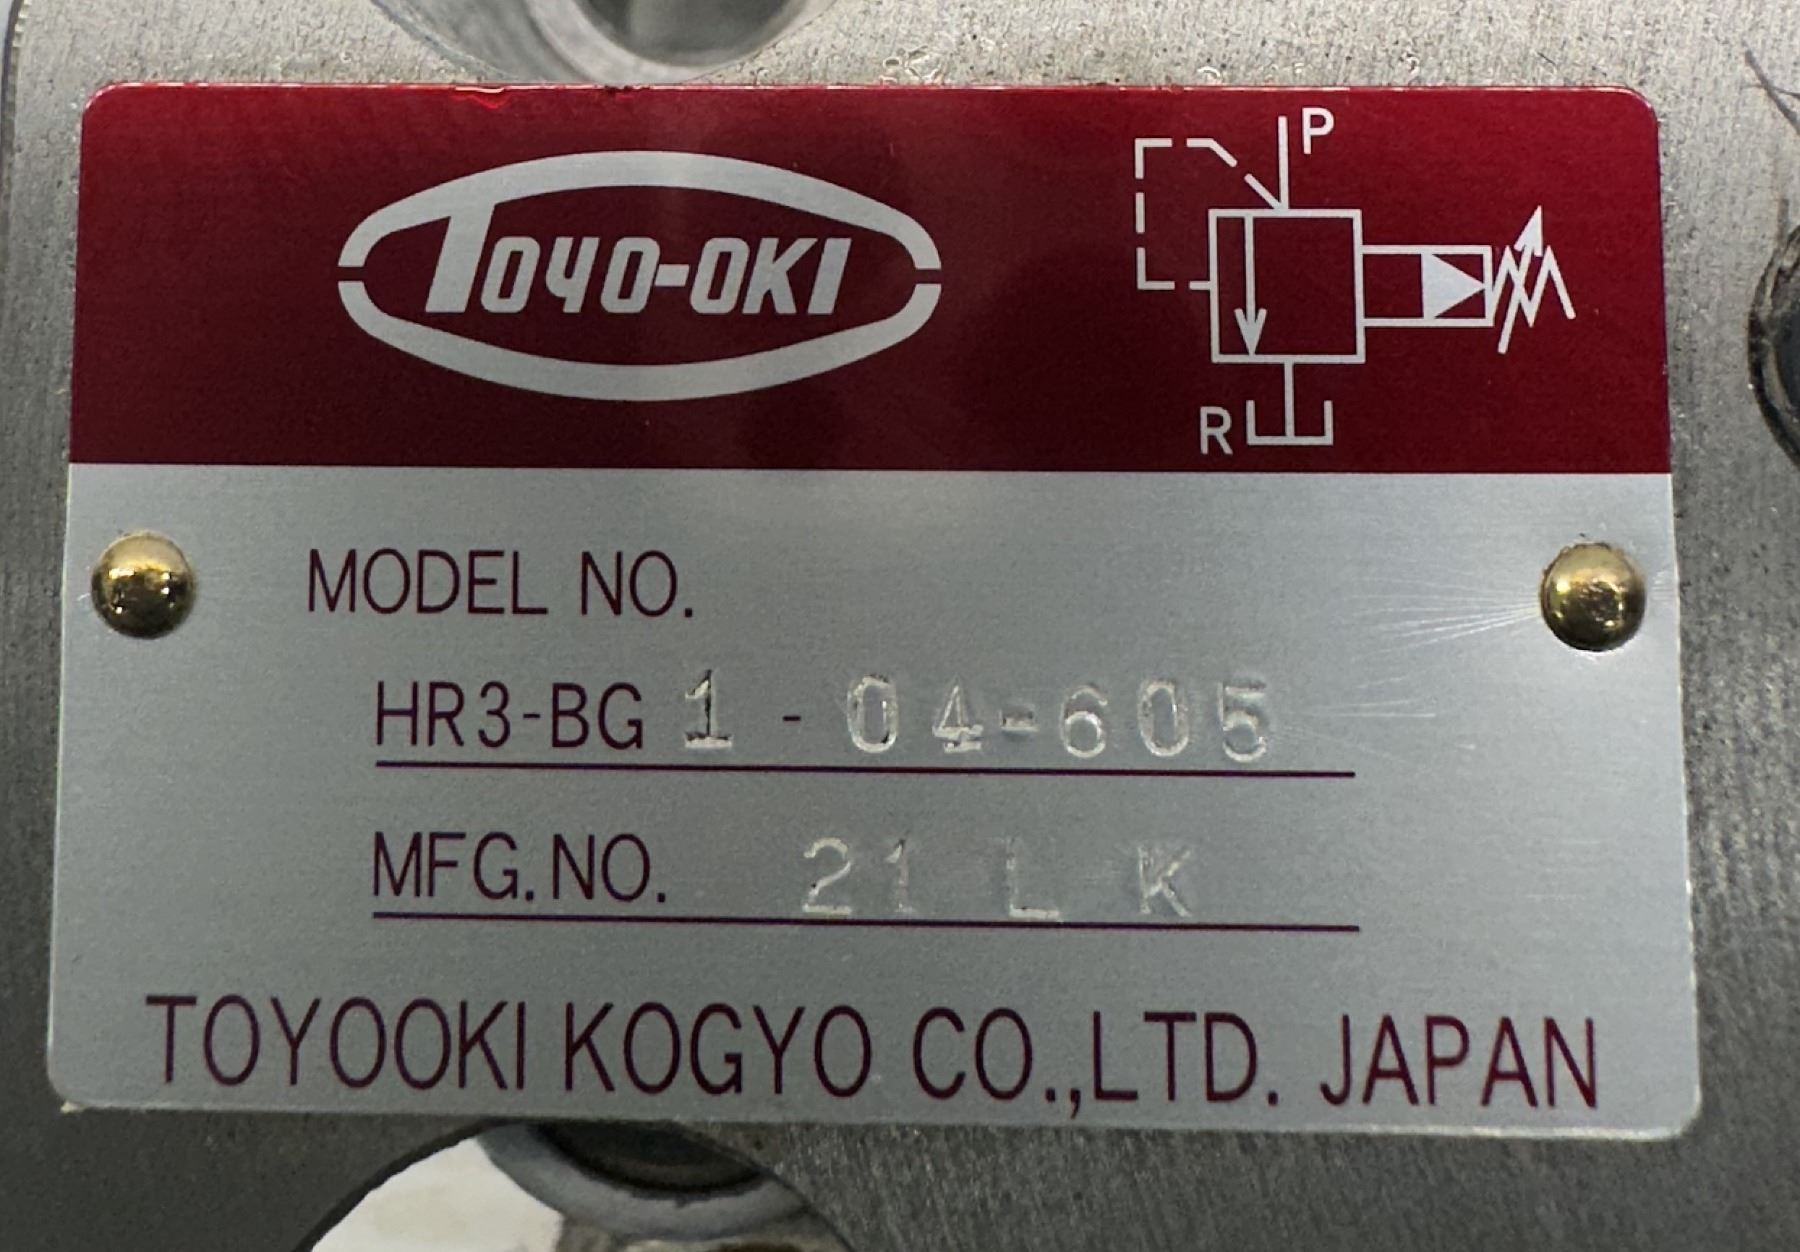 TOYO-OKI
P
R
MODEL NO.
HR3-BG 1 - 04-605
MFG.NO. 21 L K
TOYOOKI KOGYO CO.,LTD. JAPAN